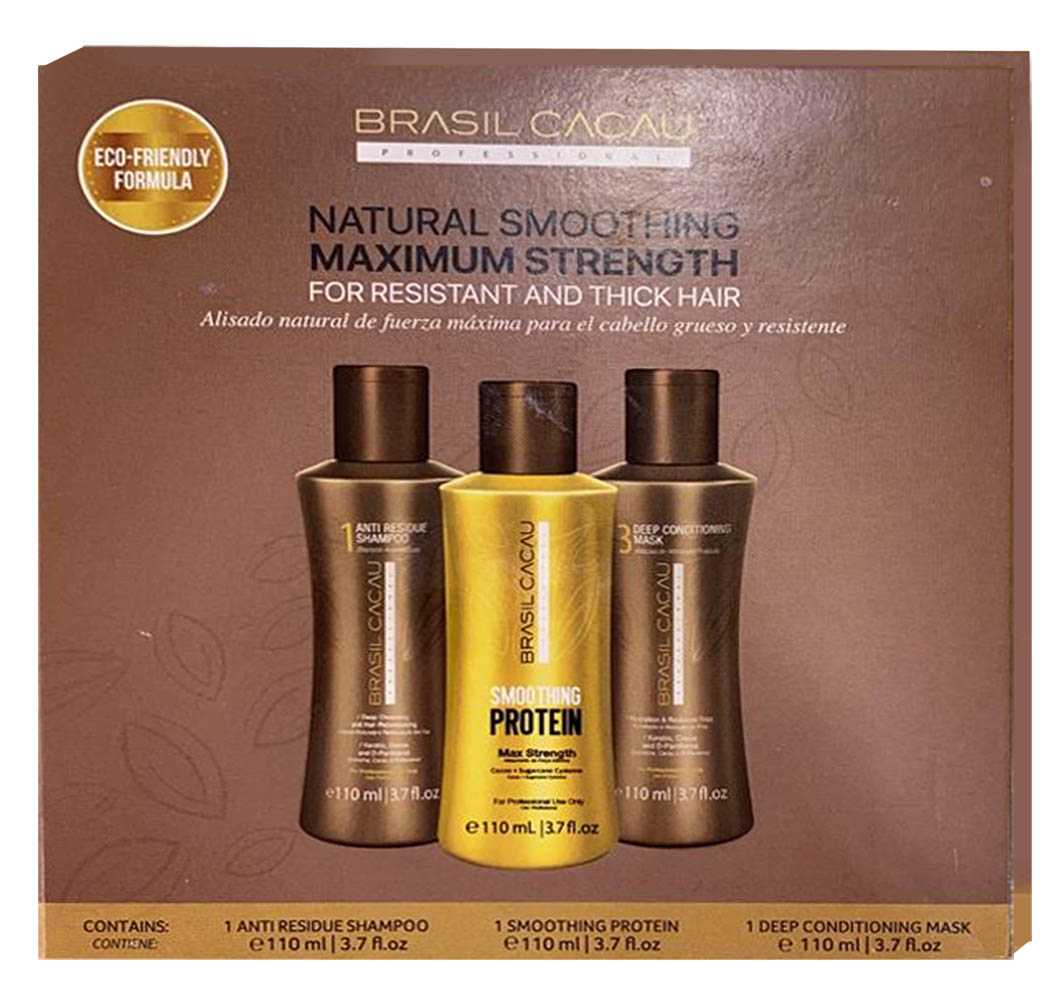 ECO-FRIENDLY
FORMULA
BRASIL CACAU
PROFESSIONAL
NATURAL SMOOTHING
MAXIMUM STRENGTH
FOR RESISTANT AND THICK HAIR
Alisado natural de fuerza máxima para el cabello grueso y resistente
1 ANTI RESIDUE
SHAMPOO
BRASIL CACAU
and D-Panthenol
e110 ml | 3.7 fl.oz
BRASIL CACAU
SMOOTHING
PROTEIN
Max Strength
For Professional Use Only
e110 mL | 3.7 fl.oz
3 DEEP CONDITIONING
MASK
BRASIL CACAU
and D-Panthenol
e110 ml | 3.7 fl.oz
CONTAINS:
CONTIENE:
1 ANTI RESIDUE SHAMPOO
e110 ml | 3.7 fl.oz
1 SMOOTHING PROTEIN
e110 ml | 3.7 fl.oz
1 DEEP CONDITIONING MASK
e 110 ml | 3.7 fl.oz